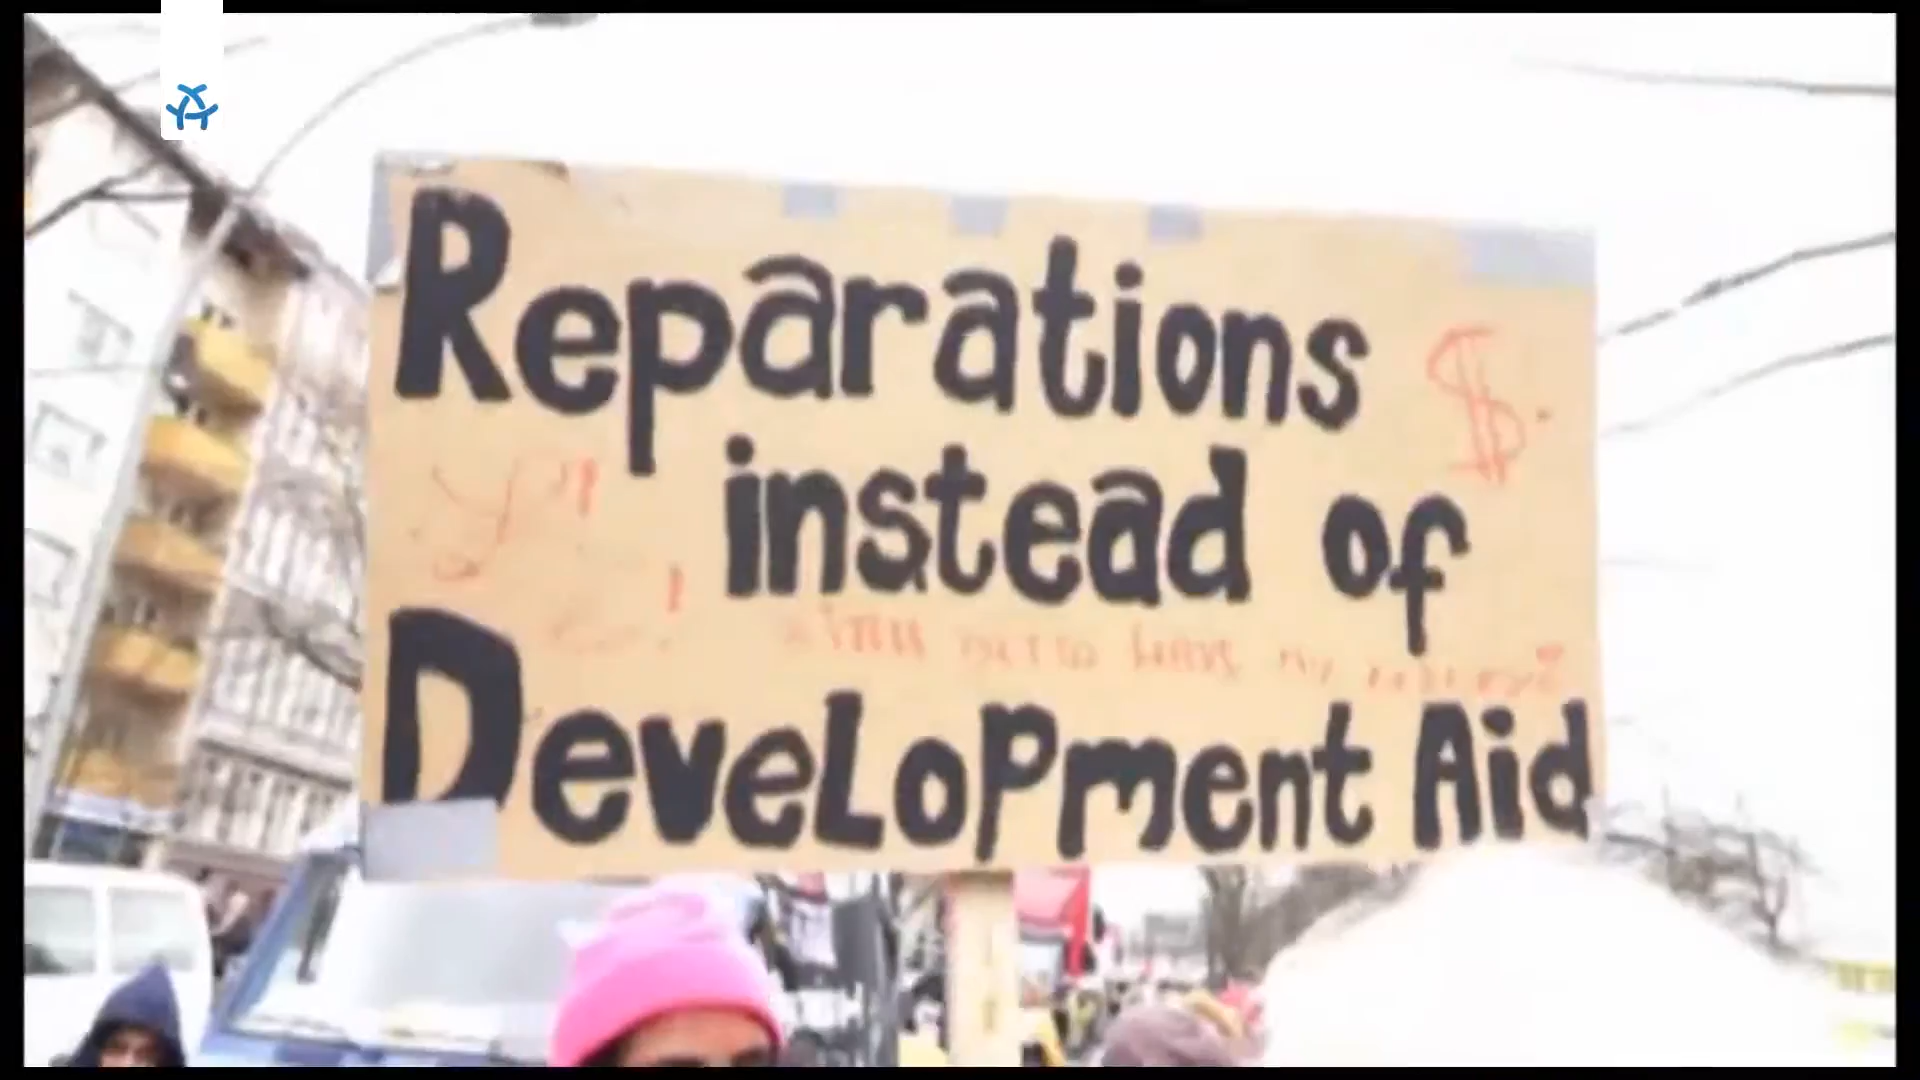 Reparations
$
instead of
Development Aid